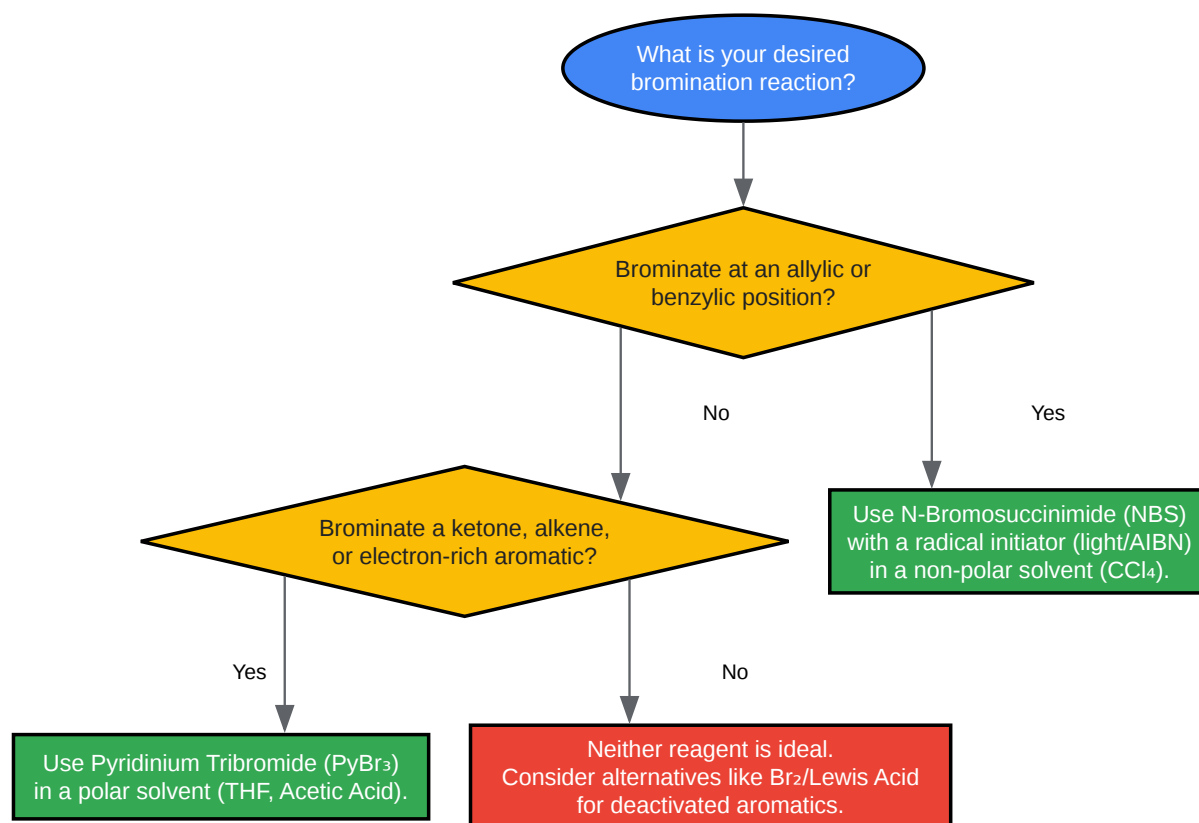 What is your desired
bromination reaction?
Brominate at an allylic or
benzylic position?
No
Yes
Brominate a ketone, alkene,
or electron-rich aromatic?
Use N-Bromosuccinimide (NBS)
with a radical initiator (light/AIBN)
in a non-polar solvent (CCl₄).
Yes
No
Use Pyridinium Tribromide (PyBr₃)
in a polar solvent (THF, Acetic Acid).
Neither reagent is ideal.
Consider alternatives like Br₂/Lewis Acid
for deactivated aromatics.